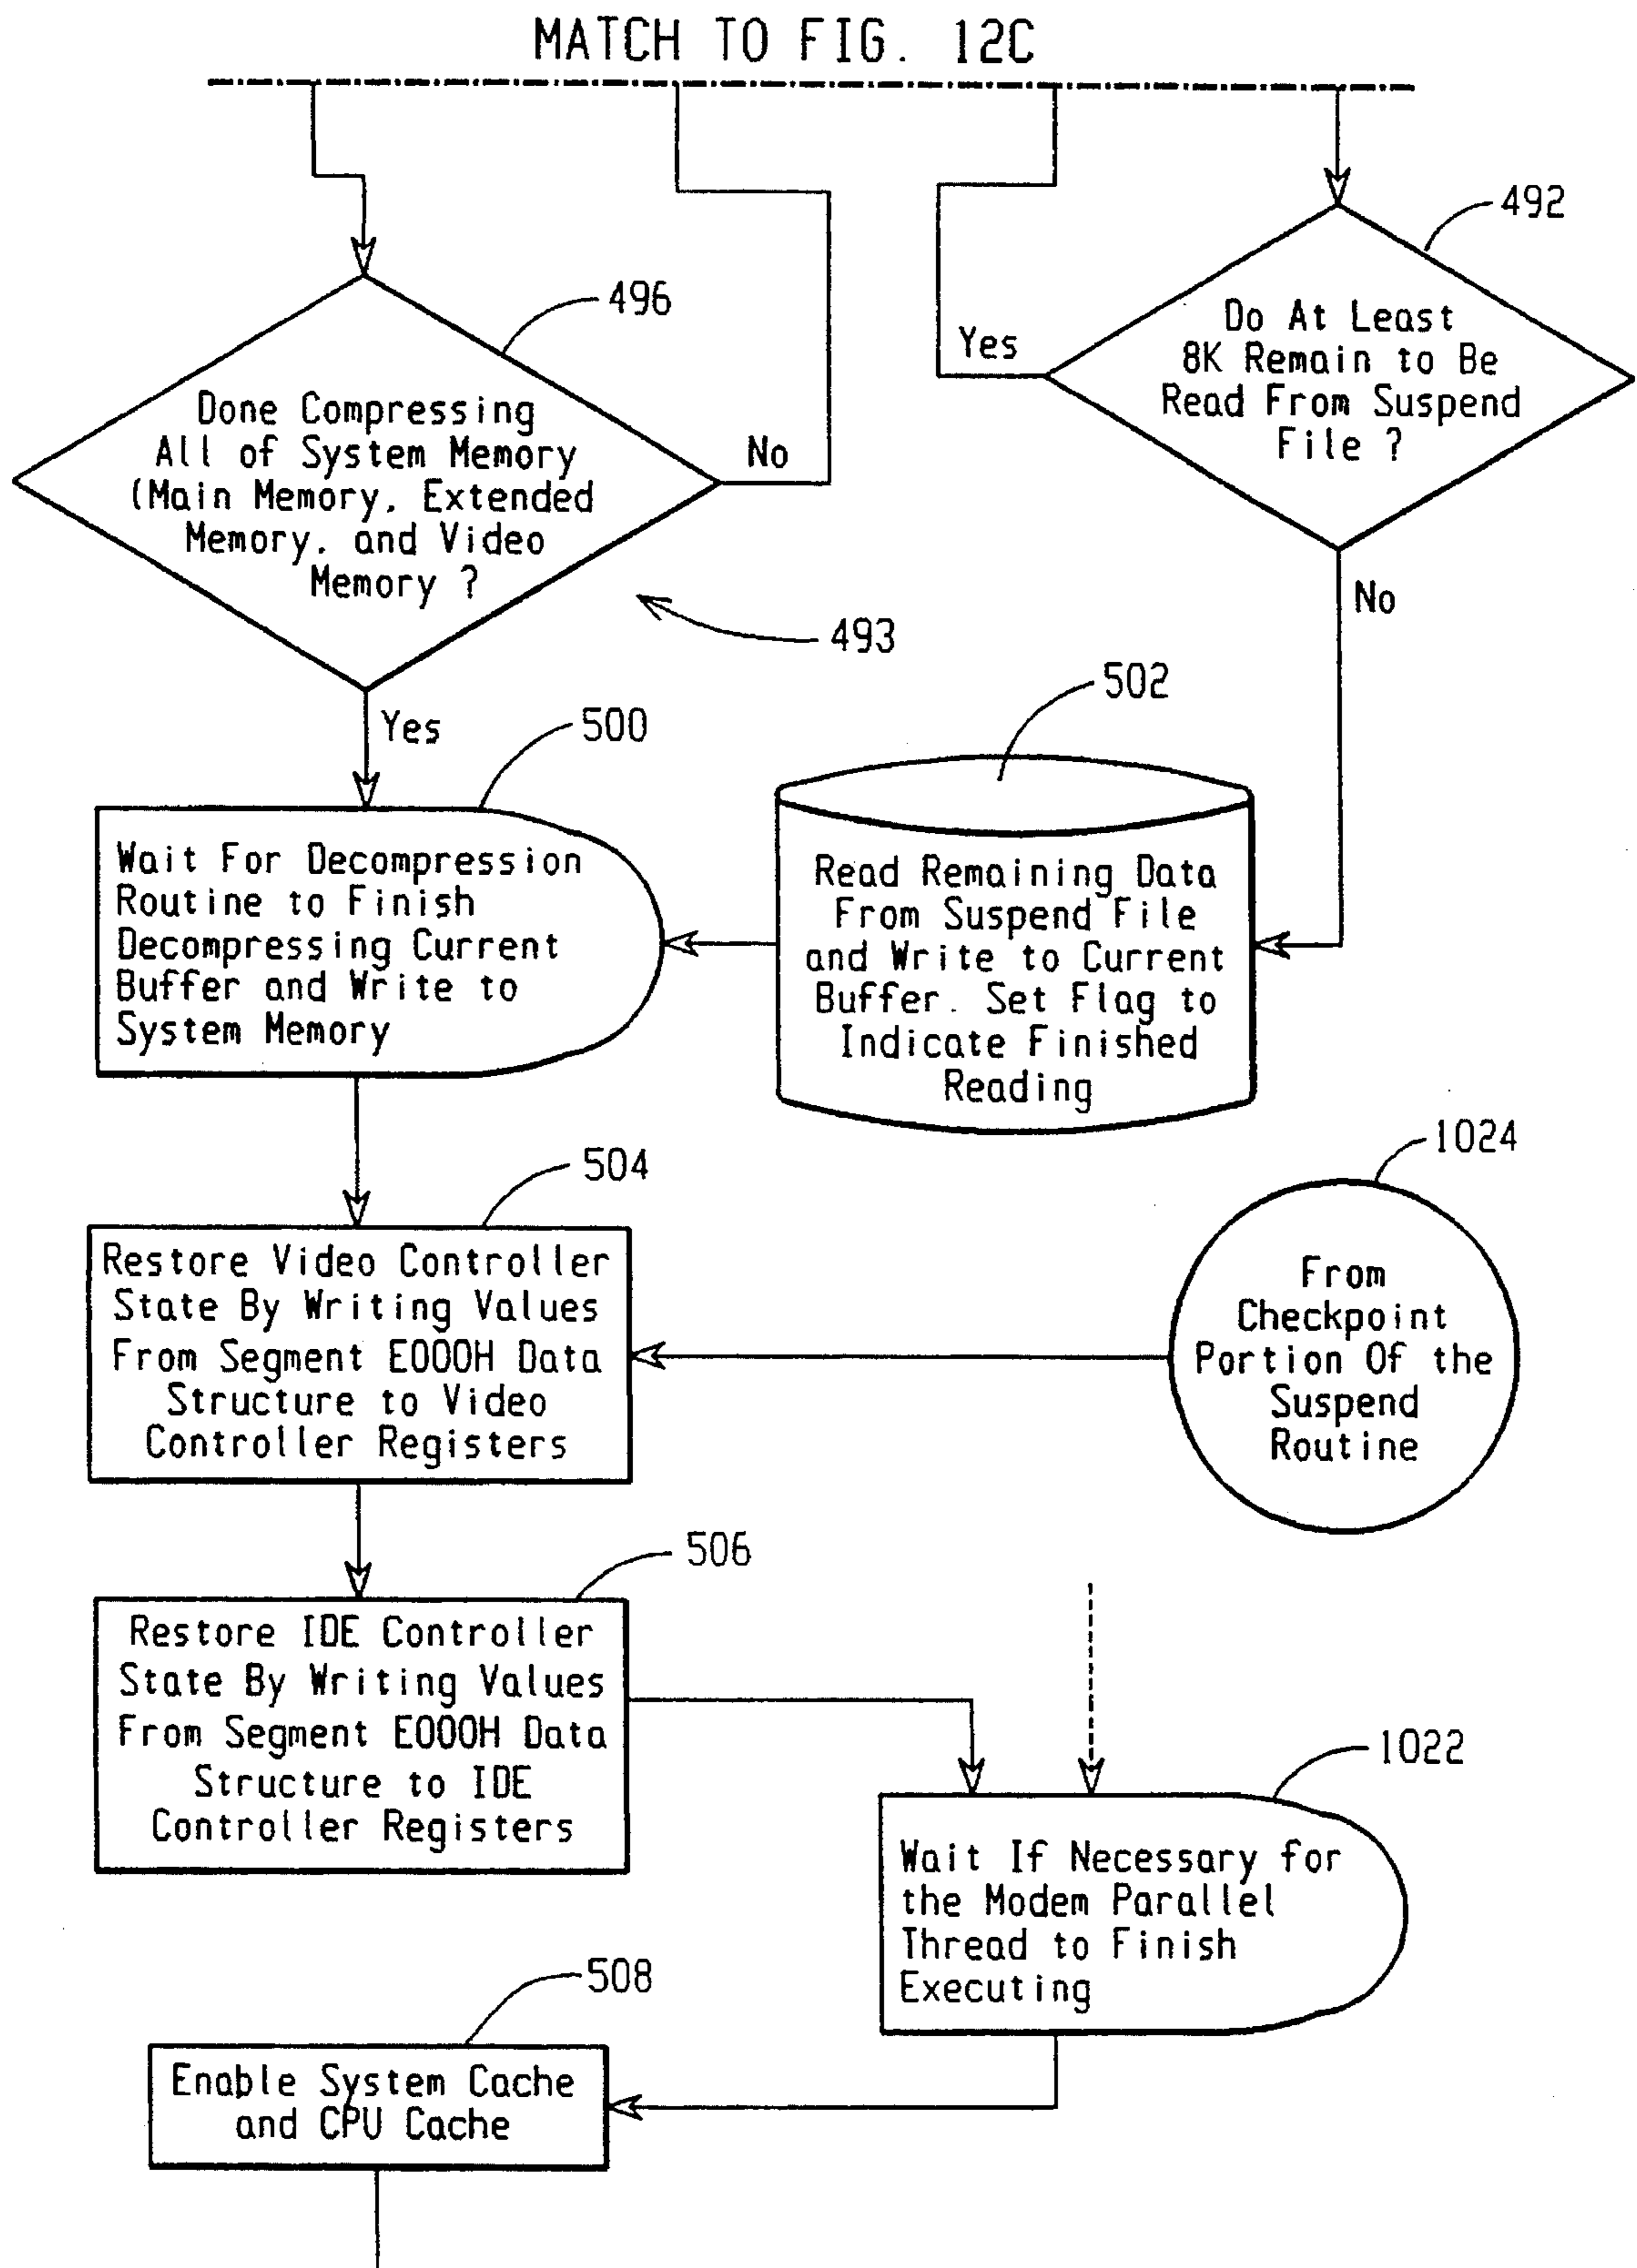 MATCH TO FIG. 12C
492
Do At Least
8K Remain to Be
Read From Suspend
File ?
Yes
No
496
Done Compressing
All of System Memory
(Main Memory, Extended
Memory, and Video
Memory ?
No
Yes
493
500
Wait For Decompression
Routine to Finish
Decompressing Current
Buffer and Write to
System Memory
502
Read Remaining Data
From Suspend File
and Write to Current
Buffer. Set Flag to
Indicate Finished
Reading
504
Restore Video Controller
State By Writing Values
From Segment E000H Data
Structure to Video
Controller Registers
1024
From
Checkpoint
Portion Of the
Suspend
Routine
506
Restore IDE Controller
State By Writing Values
From Segment E000H Data
Structure to IDE
Controller Registers
1022
Wait If Necessary for
the Modem Parallel
Thread to Finish
Executing
508
Enable System Cache
and CPU Cache